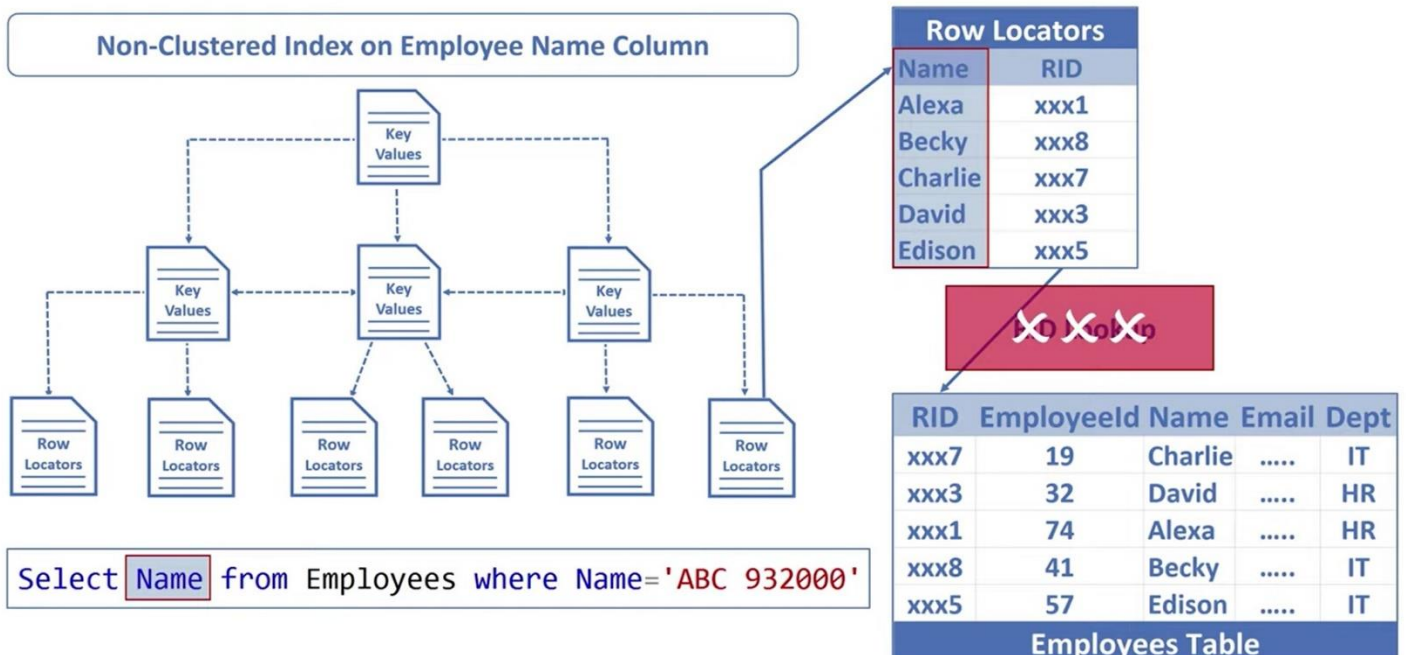 Non-Clustered Index on Employee Name Column
Key
Values
Key
Values
Key
Values
Key
Values
Row
Locators
Row
Locators
Row
Locators
Row
Locators
Row
Locators
Row
Locators
Select Name from Employees where Name='ABC 932000'
Row Locators
Name RID
Alexa xxx1
Becky xxx8
Charlie xxx7
David xxx3
Edison xxx5
RID Lookup
RID EmployeeId Name Email Dept
xxx7 19 Charlie ..... IT
xxx3 32 David ..... HR
xxx1 74 Alexa ..... HR
xxx8 41 Becky ..... IT
xxx5 57 Edison ..... IT
Employees Table